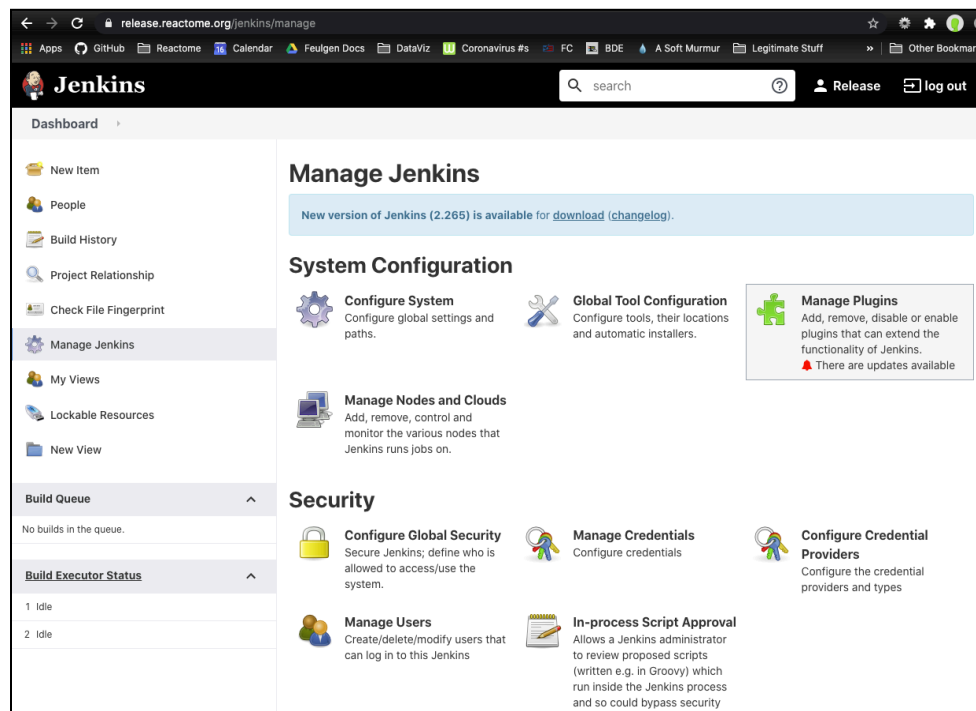 release.reactome.org/jenkins/manage
Apps GitHub Reactome 16 Calendar Feulgen Docs DataViz Coronavirus #s FC BDE A Soft Murmur Legitimate Stuff » Other Bookmar
Jenkins
search
Release
log out
Dashboard
New Item
People
Build History
Project Relationship
Check File Fingerprint
Manage Jenkins
My Views
Lockable Resources
New View
Build Queue
No builds in the queue.
Build Executor Status
1 Idle
2 Idle
Manage Jenkins
New version of Jenkins (2.265) is available for download (changelog).
System Configuration
Configure System
Configure global settings and
paths.
Global Tool Configuration
Configure tools, their locations
and automatic installers.
Manage Plugins
Add, remove, disable or enable
plugins that can extend the
functionality of Jenkins.
There are updates available
Manage Nodes and Clouds
Add, remove, control and
monitor the various nodes that
Jenkins runs jobs on.
Security
Configure Global Security
Secure Jenkins; define who is
allowed to access/use the
system.
Manage Credentials
Configure credentials
Configure Credential
Providers
Configure the credential
providers and types
Manage Users
Create/delete/modify users that
can log in to this Jenkins
In-process Script Approval
Allows a Jenkins administrator
to review proposed scripts
(written e.g. in Groovy) which
run inside the Jenkins process
and so could bypass security